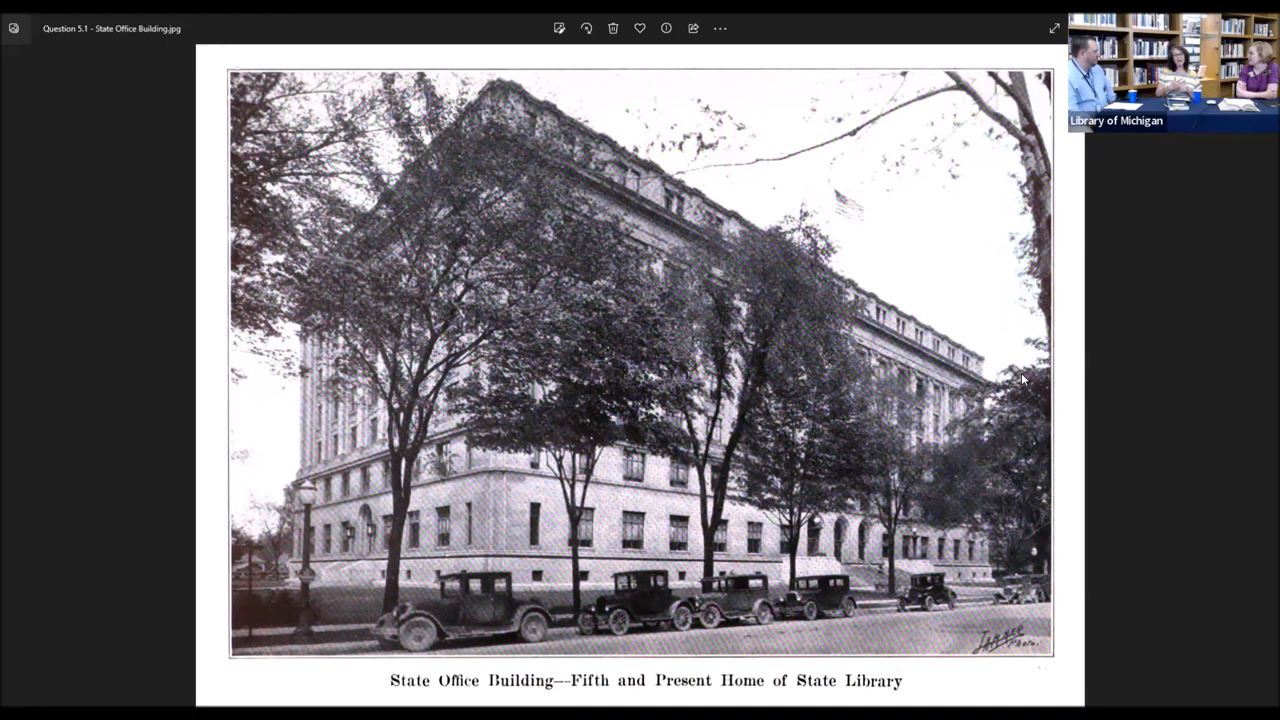 Question 5.1 - State Office Building.jpg
Library of Michigan
Photo.
State Office Building—Fifth and Present Home of State Library